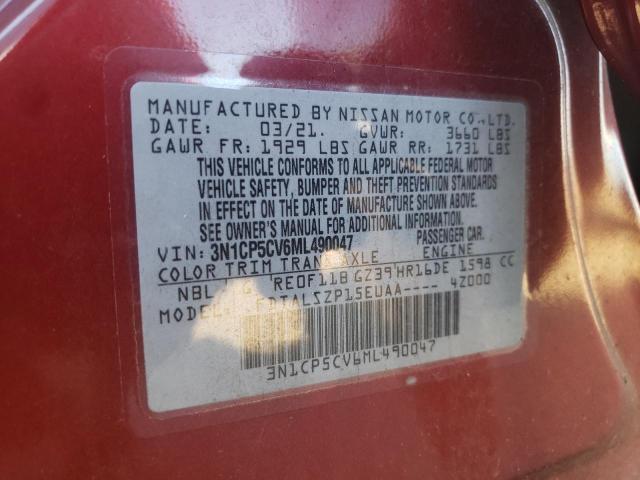 MANUFACTURED BY NISSAN MOTOR CO.,LTD.
DATE: 03/21. GVWR: 3660 LBS
GAWR FR: 1929 LBS GAWR RR: 1731 LBS
THIS VEHICLE CONFORMS TO ALL APPLICABLE FEDERAL MOTOR
VEHICLE SAFETY, BUMPER AND THEFT PREVENTION STANDARDS
IN EFFECT ON THE DATE OF MANUFACTURE SHOWN ABOVE.
SEE OWNER'S MANUAL FOR ADDITIONAL INFORMATION.
VIN: 3N1CP5CV6ML490047 PASSENGER CAR
COLOR TRIM TRANS AXLE ENGINE
NBL G RE0F11B GZ39 HR16DE 1598 CC
MODEL: FDTALSZP15EUAA---- 4Z000
3N1CP5CV6ML490047